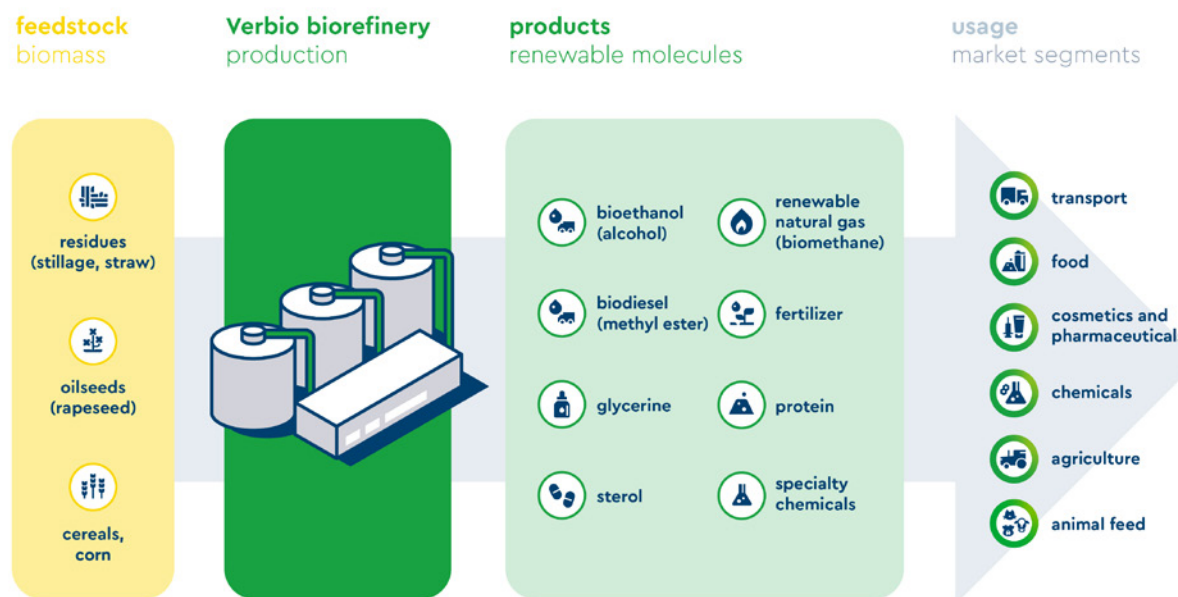 feedstock
biomass
Verbio biorefinery
production
products
renewable molecules
usage
market segments
residues
(stillage, straw)
oilseeds
(rapeseed)
cereals,
corn
bioethanol
(alcohol)
renewable
natural gas
(biomethane)
biodiesel
(methyl ester)
fertilizer
glycerine
protein
sterol
specialty
chemicals
transport
food
cosmetics and
pharmaceutical
chemicals
agriculture
animal feed